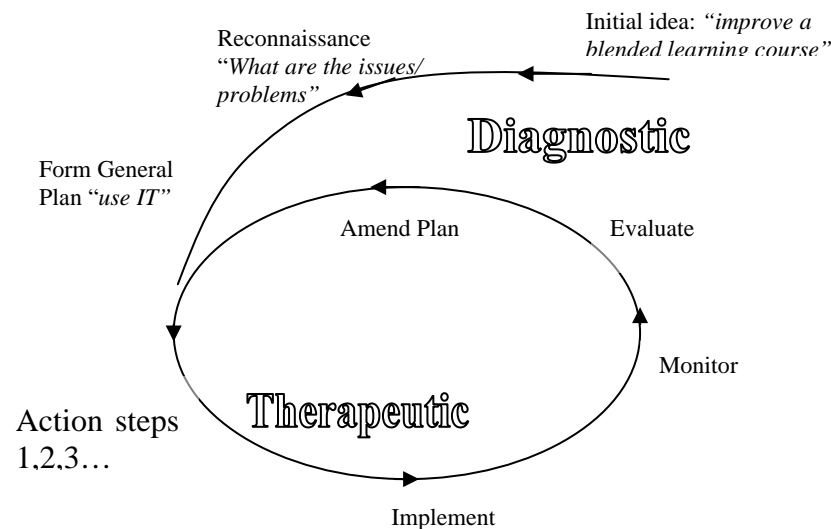 Initial idea: “improve a
blended learning course”
Reconnaissance
“What are the issues/
problems”
Diagnostic
Form General
Plan “use IT”
Amend Plan
Evaluate
Monitor
Therapeutic
Action steps
1,2,3…
Implement